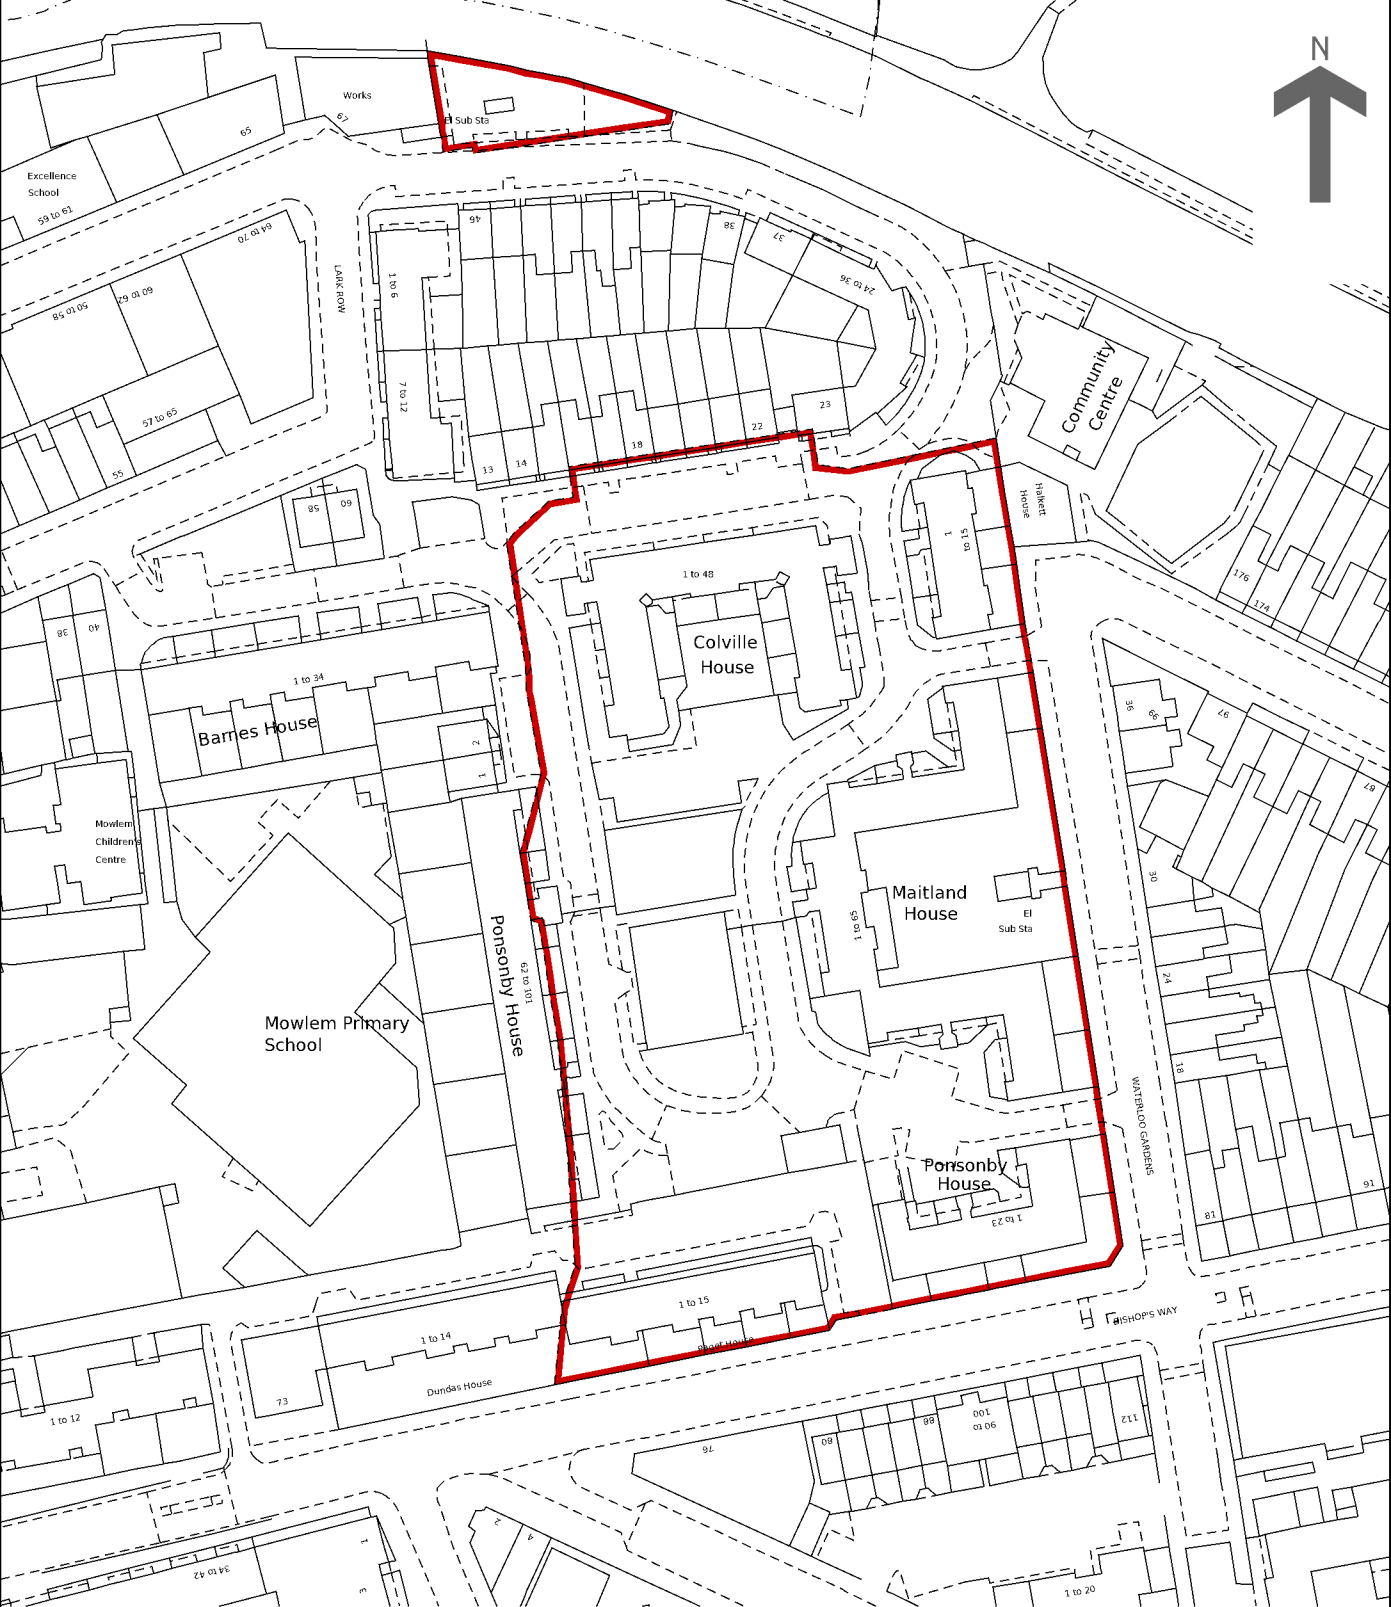 N
Works
67
65
El Sub Sta
Excellence
School
59 to 61
64 to 70
60 to 62
50 to 58
LARK ROW
1 to 6
46
38
37
24 to 36
Community
Centre
7 to 12
57 to 65
55
13
14
18
22
23
58
60
Halkett
House
1
to 15
176
174
38
40
1 to 48
Colville
House
1 to 34
Barnes House
2
1
36
99
97
87
Mowlem
Children's
Centre
Maitland
House
El
Sub Sta
1 to 65
30
Ponsonby House
62 to 101
24
18
Mowlem Primary
School
WATERLOO GARDENS
Ponsonby
House
1 to 23
81
91
1 to 15
Paget House
BISHOP'S WAY
1 to 14
Dundas House
73
1 to 12
76
80
88
90 to
100
112
2
4
1
3
34 to 42
1 to 20